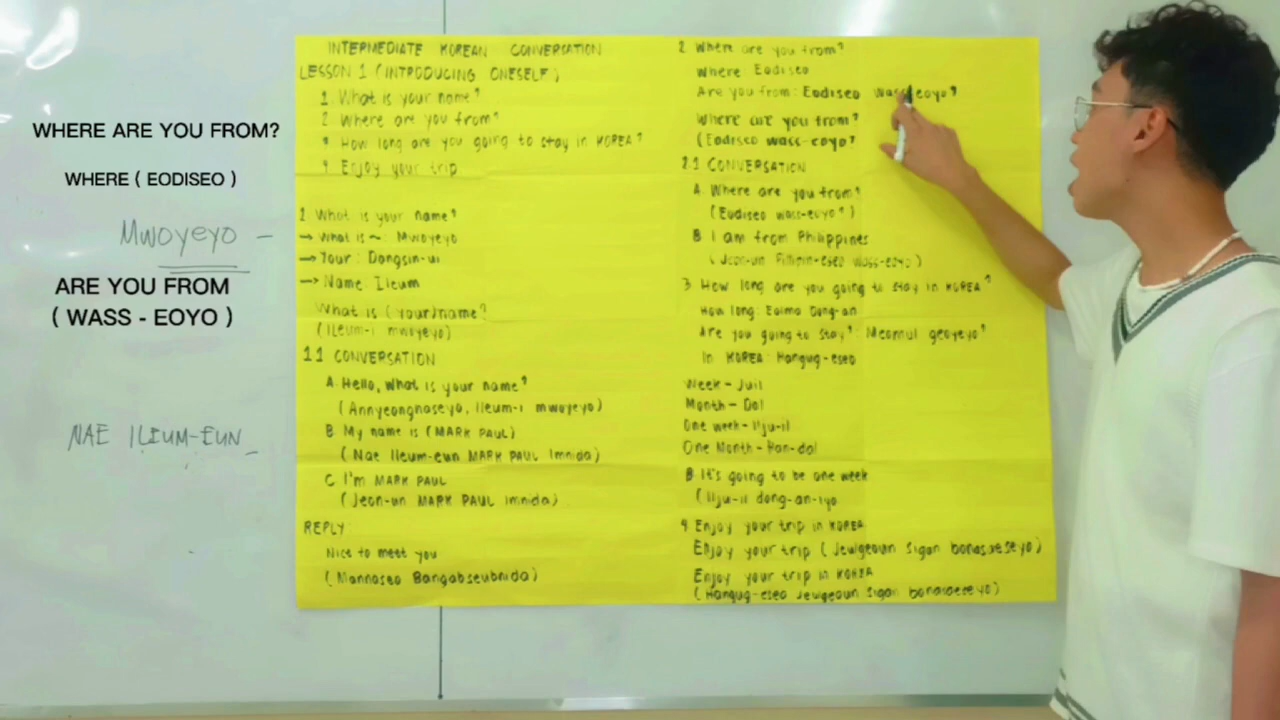 WHERE ARE YOU FROM?
WHERE ( EODISEO )
Mwoyeyo –
ARE YOU FROM
( WASS - EOYO )
NAE ILEUM-EUN
INTERMEDIATE KOREAN CONVERSATION
LESSON 1 (INTRODUCING ONESELF)
1. What is your name?
2 Where are you from?
3 How long are you going to stay in KOREA?
4 Enjoy your trip
1 What is your name?
→ What is ~: Mwoyeyo
→ Your : Dangsin-ui
→ Name: Ileum
What is (your) name?
(Ileum-i mwoyeyo)
1.1 CONVERSATION
A. Hello, What is your name?
(Annyeonghaseyo, Ileum-i mwoyeyo)
B My name is (MARK PAUL)
(Nae Ileum-eun MARK PAUL Imnida)
C I'm MARK PAUL
(Jeon-un MARK PAUL Imnida)
REPLY:
Nice to meet you
(Mannaseo Bangabseubnida)
2 Where are you from?
Where: Eodiseo
Are you from: Eodiseo wass-eoyo?
Where are you from?
(Eodiseo wass-eoyo?
2.1 CONVERSATION
A. Where are you from?
(Eodiseo wass-eoyo?)
B I am from Philippines
(Jeon-un Pillipin-eseo wass-eoyo)
3 How long are you going to stay in KOREA?
How long: Eolma Dong-an
Are you going to stay?: Meomul geoyeyo?
In KOREA: Hangug-eseo
Week – Juil
Month – Dal
One week – Ilju-il
One Month – Han-dal
B It's going to be one week
(Ilju-il dong-an-iyo
4 Enjoy your trip in KOREA
Enjoy your trip (Jeulgeoun sigan bonaeseyo)
Enjoy your trip in KOREA
(Hangug-eseo Jeulgeoun Sigan bonaeseyo)